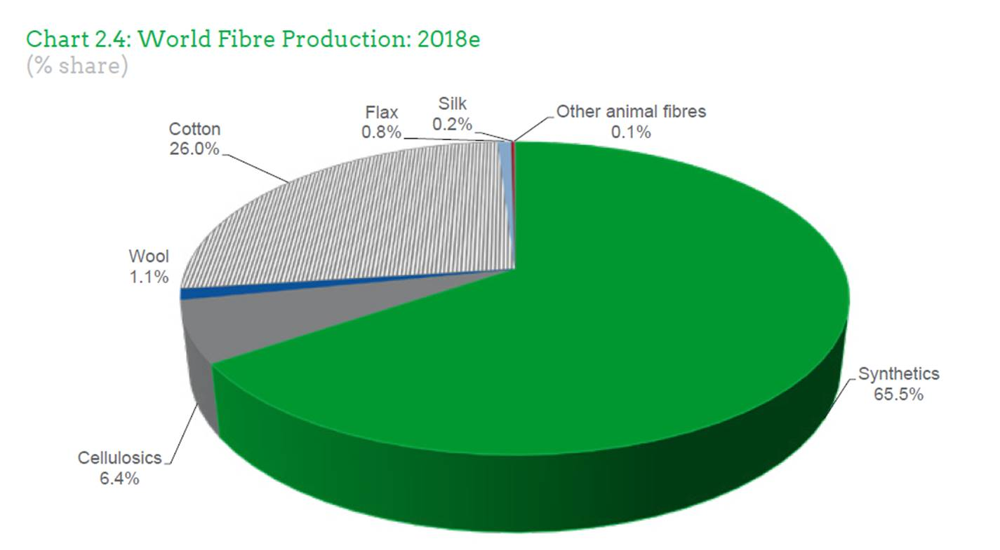 Chart 2.4: World Fibre Production: 2018e
(% share)
Silk
0.2%
Flax
0.8%
Other animal fibres
0.1%
Cotton
26.0%
Wool
1.1%
Synthetics
65.5%
Cellulosics
6.4%